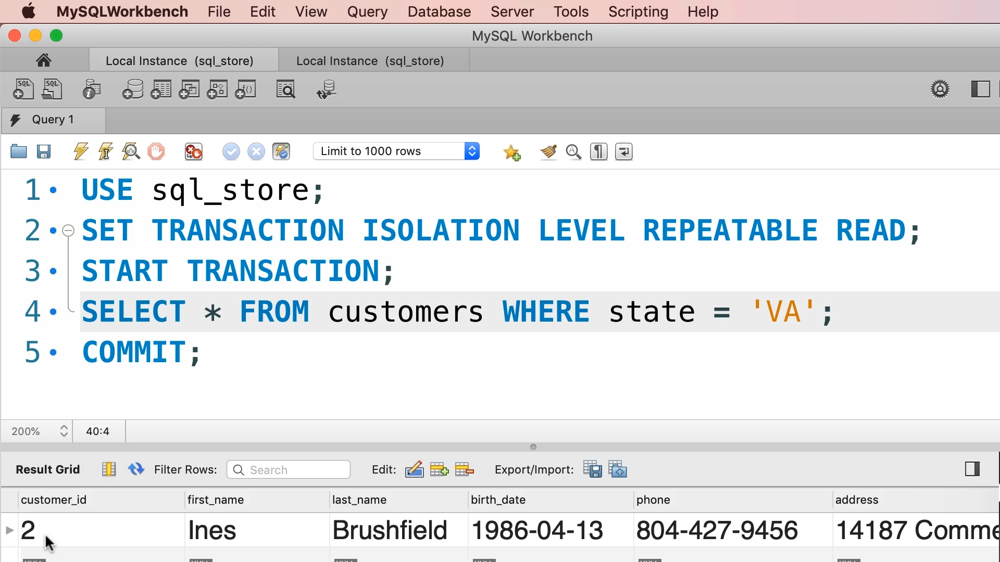 MySQLWorkbench File Edit View Query Database Server Tools Scripting Help
MySQL Workbench
Local Instance (sql_store) Local Instance (sql_store)
Query 1
Limit to 1000 rows
1 USE sql_store;
2 SET TRANSACTION ISOLATION LEVEL REPEATABLE READ;
3 START TRANSACTION;
4 SELECT * FROM customers WHERE state = 'VA';
5 COMMIT;
200% 40:4
Result Grid Filter Rows: Search Edit: Export/Import:
customer_id first_name last_name birth_date phone address
2 Ines Brushfield 1986-04-13 804-427-9456 14187 Comme